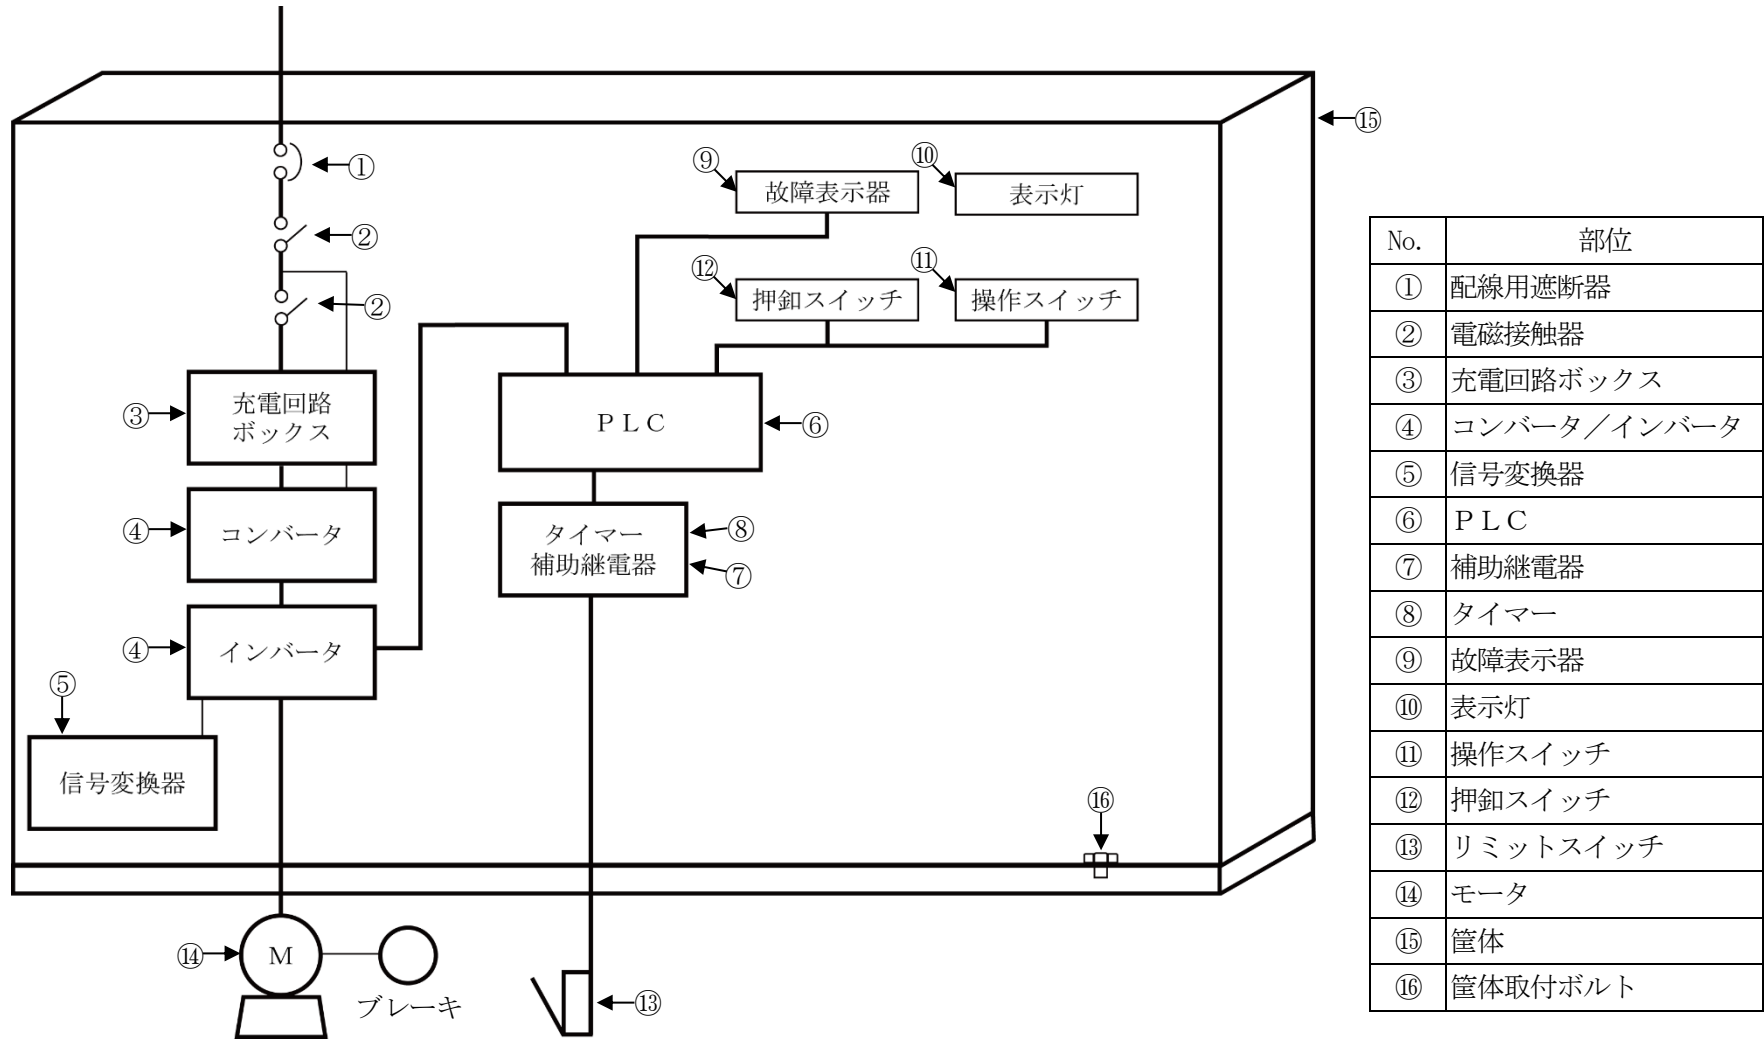 ⑮
①
⑨
故障表示器
⑩
表示灯
②
⑫
押釦スイッチ
⑪
操作スイッチ
②
③
充電回路
ボックス
ＰＬＣ
⑥
④
コンバータ
タイマー
補助継電器
⑧
⑦
④
インバータ
⑤
信号変換器
⑯
⑭
M
ブレーキ
⑬
No. 部位
① 配線用遮断器
② 電磁接触器
③ 充電回路ボックス
④ コンバータ／インバータ
⑤ 信号変換器
⑥ ＰＬＣ
⑦ 補助継電器
⑧ タイマー
⑨ 故障表示器
⑩ 表示灯
⑪ 操作スイッチ
⑫ 押釦スイッチ
⑬ リミットスイッチ
⑭ モータ
⑮ 筐体
⑯ 筐体取付ボルト